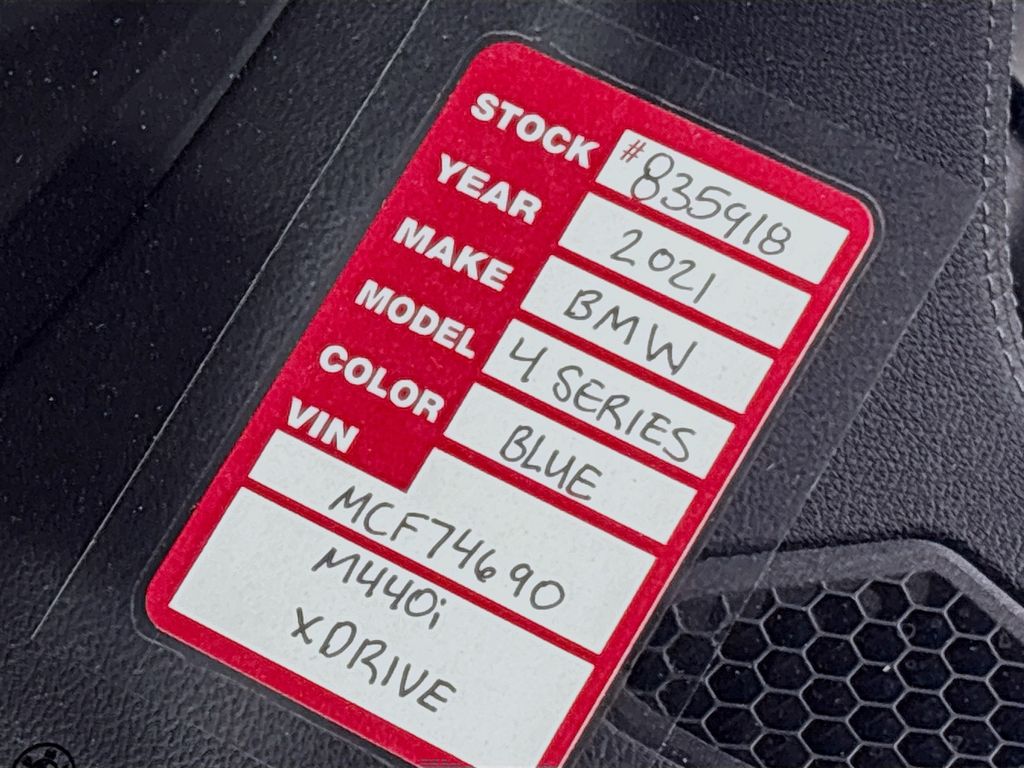 STOCK #835918
YEAR 2021
MAKE BMW
MODEL 4 SERIES
COLOR BLUE
VIN
MCF74690
M440i
XDRIVE